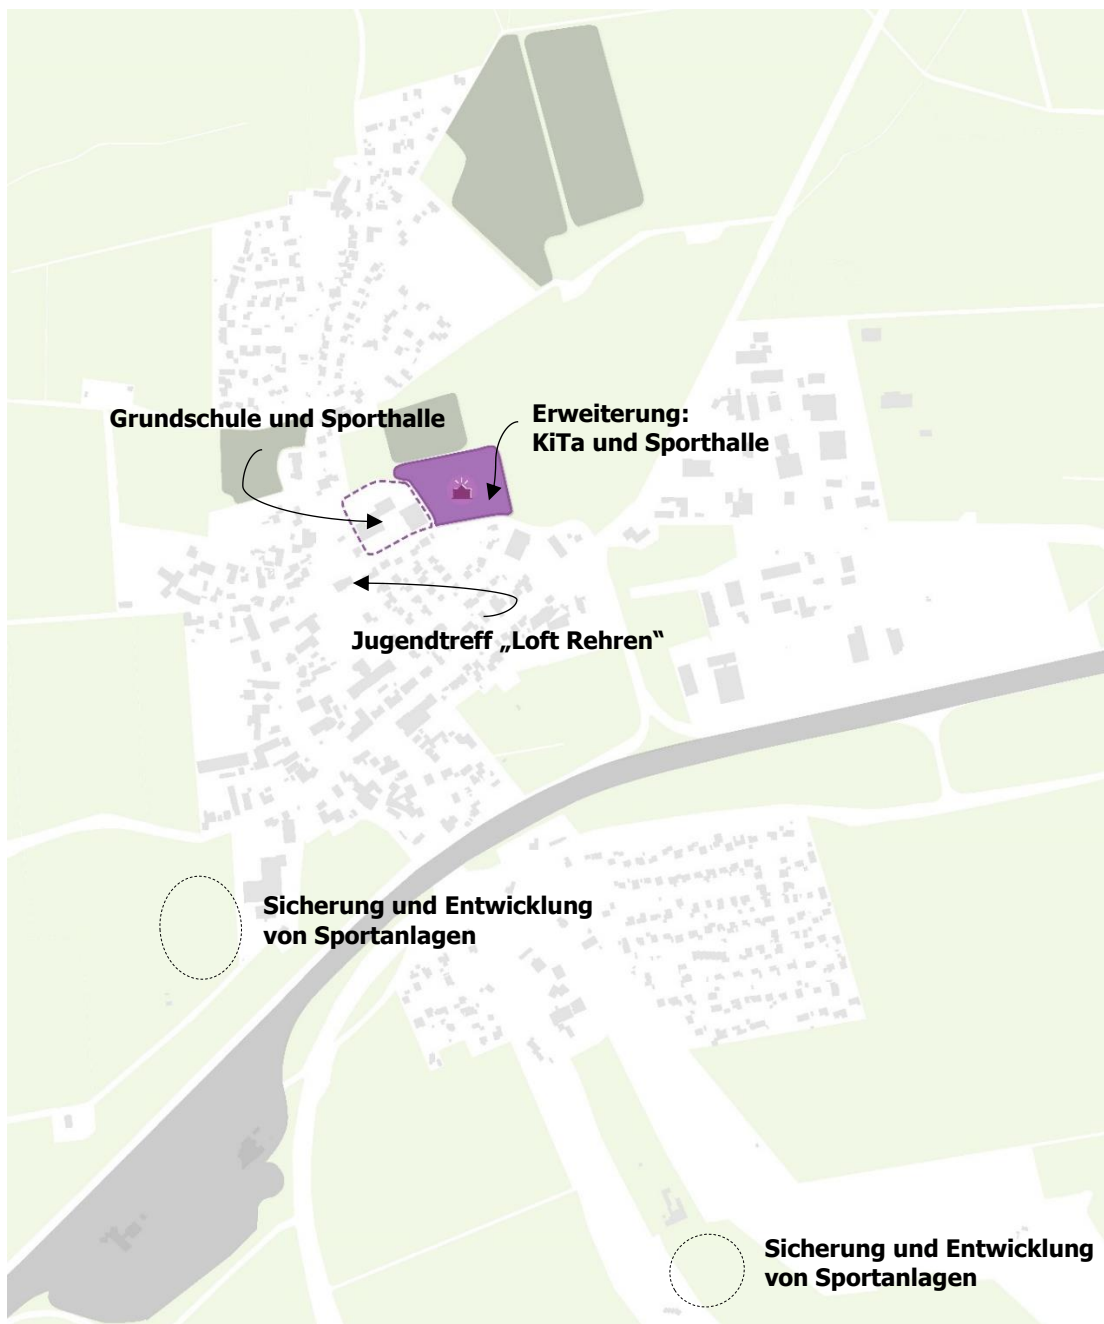 Grundschule und Sporthalle
Erweiterung:
KiTa und Sporthalle
Jugendtreff „Loft Rehren“
Sicherung und Entwicklung
von Sportanlagen
Sicherung und Entwicklung
von Sportanlagen